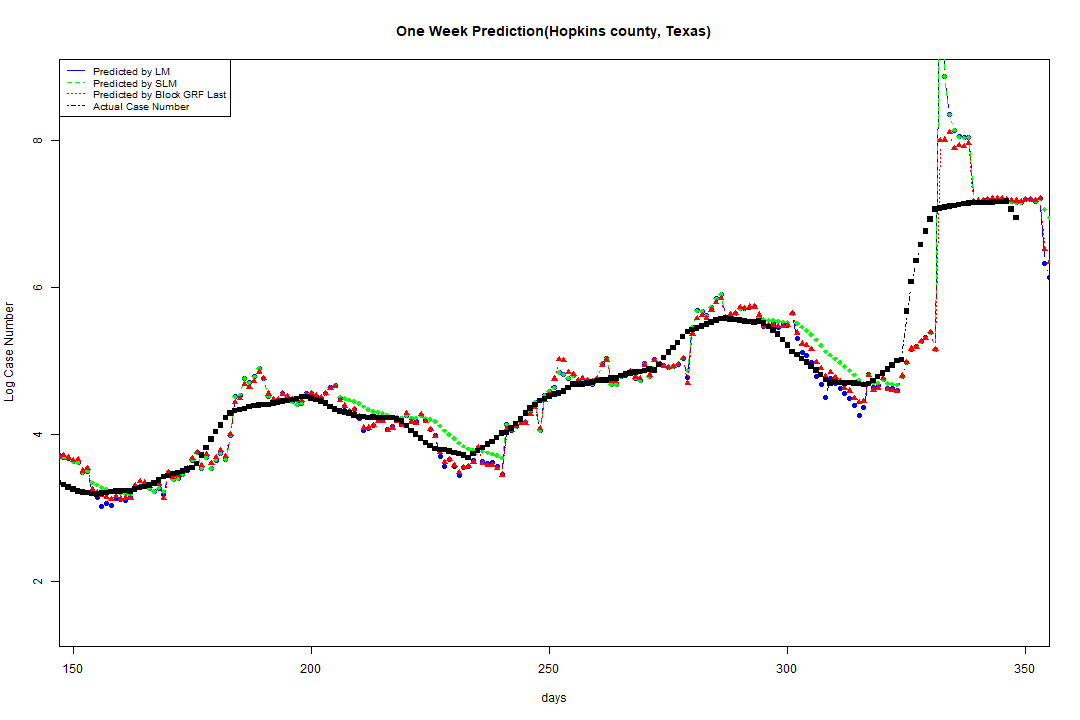 One Week Prediction(Hopkins county, Texas)
Predicted by LM
Predicted by SLM
Predicted by Block GRF Last
Actual Case Number
Log Case Number
8
6
4
2
150 200 250 300 350
days